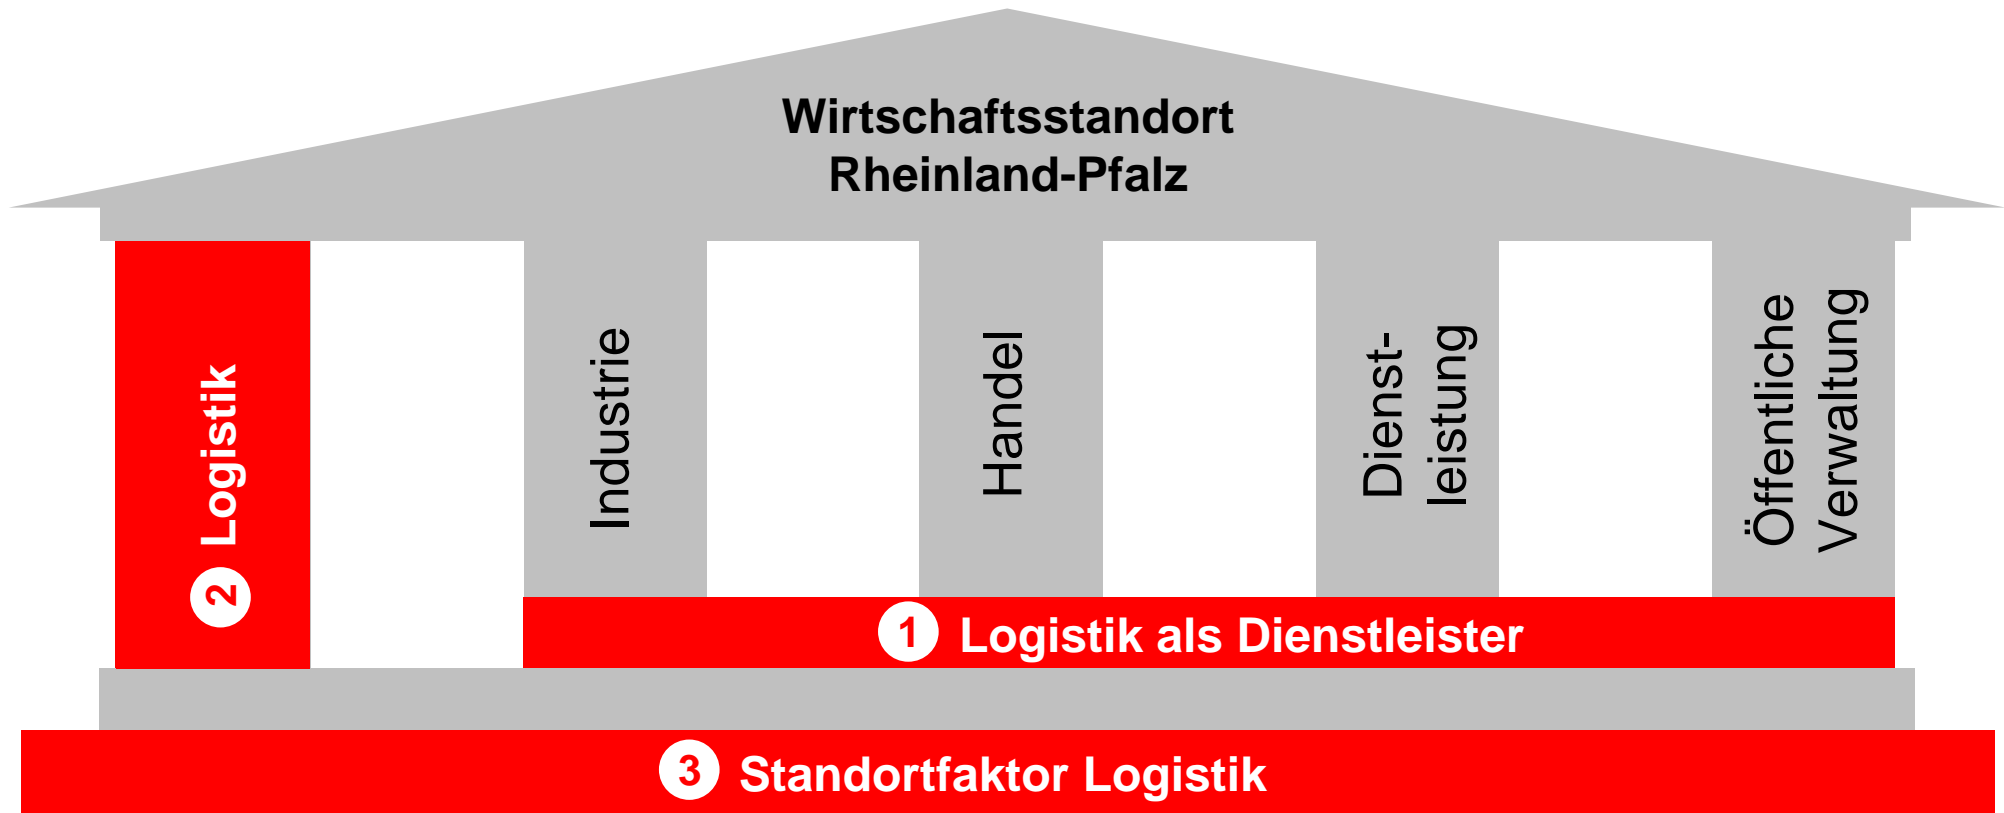 Wirtschaftsstandort
Rheinland-Pfalz
2 Logistik
Industrie
Handel
Dienst-
leistung
Öffentliche
Verwaltung
1 Logistik als Dienstleister
3 Standortfaktor Logistik